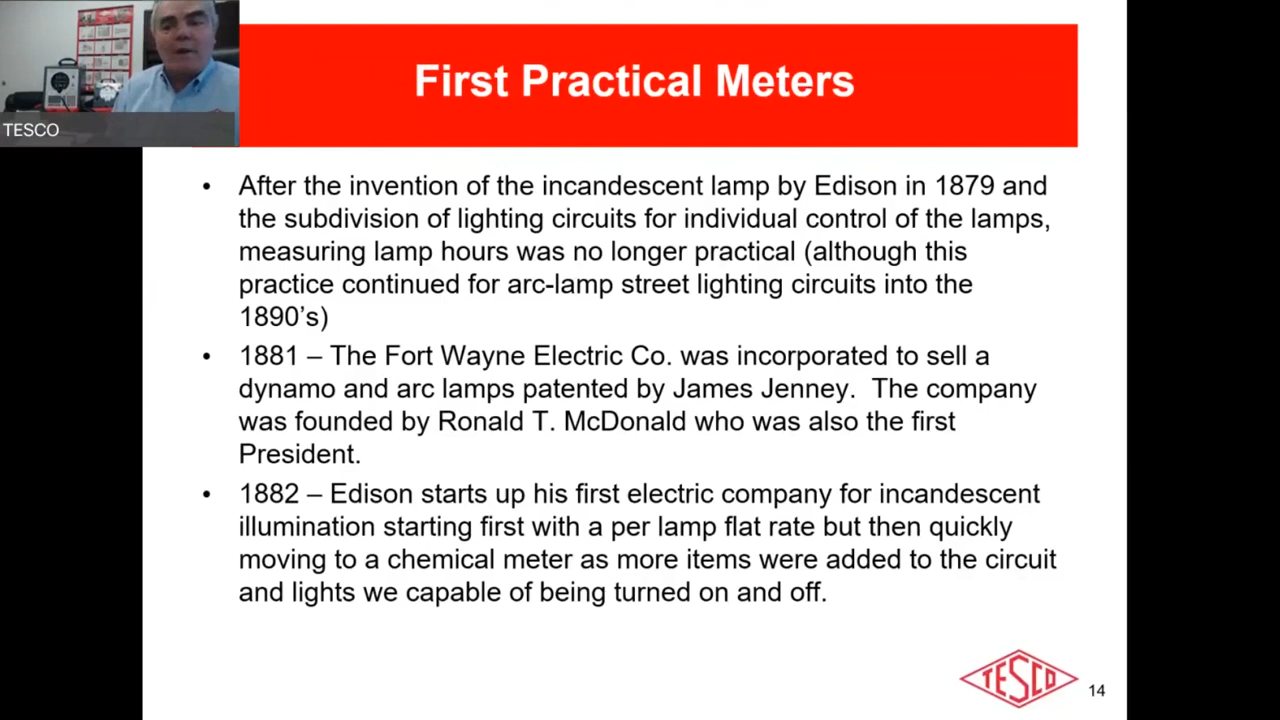 First Practical Meters
TESCO
• After the invention of the incandescent lamp by Edison in 1879 and
the subdivision of lighting circuits for individual control of the lamps,
measuring lamp hours was no longer practical (although this
practice continued for arc-lamp street lighting circuits into the
1890’s)
• 1881 – The Fort Wayne Electric Co. was incorporated to sell a
dynamo and arc lamps patented by James Jenney.  The company
was founded by Ronald T. McDonald who was also the first
President.
• 1882 – Edison starts up his first electric company for incandescent
illumination starting first with a per lamp flat rate but then quickly
moving to a chemical meter as more items were added to the circuit
and lights we capable of being turned on and off.
TESCO
14